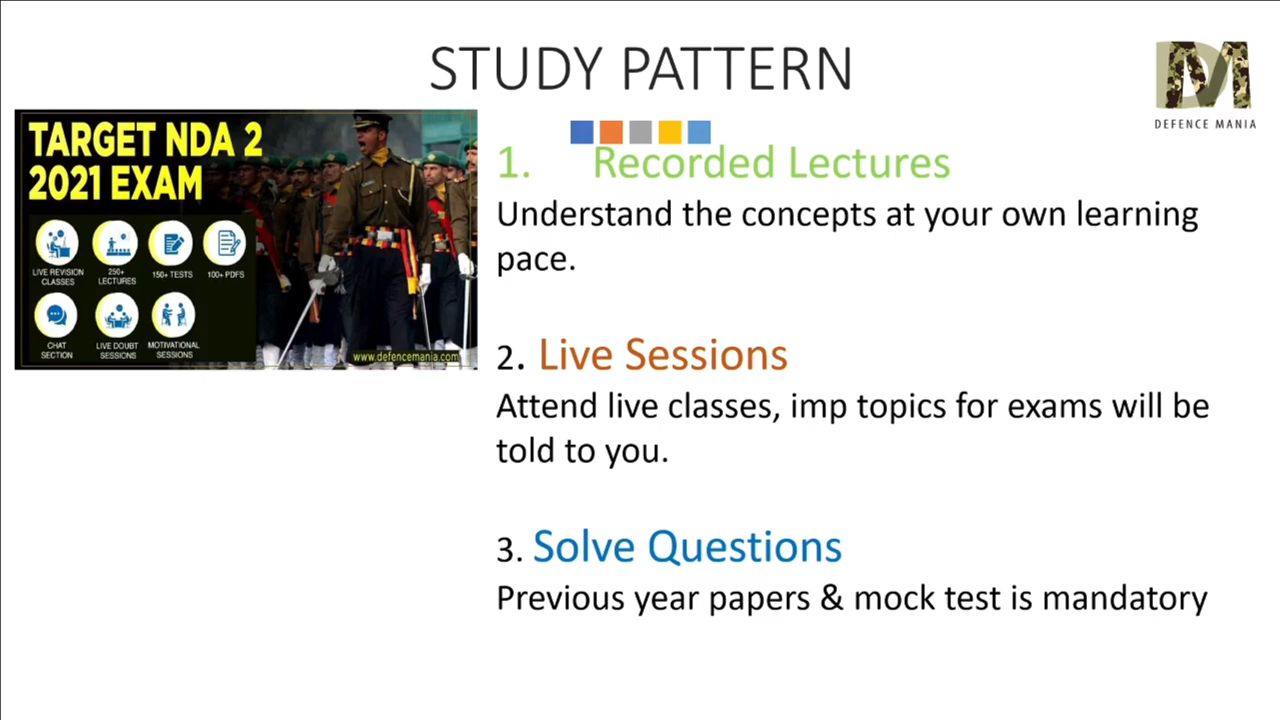 STUDY PATTERN
DEFENCE MANIA
TARGET NDA 2
2021 EXAM
LIVE REVISION
CLASSES
250+
LECTURES
150+ TESTS
100+ PDFS
CHAT
SECTION
LIVE DOUBT
SESSIONS
MOTIVATIONAL
SESSIONS
www.defencemania.com
1. Recorded Lectures
Understand the concepts at your own learning
pace.
2. Live Sessions
Attend live classes, imp topics for exams will be
told to you.
3. Solve Questions
Previous year papers & mock test is mandatory